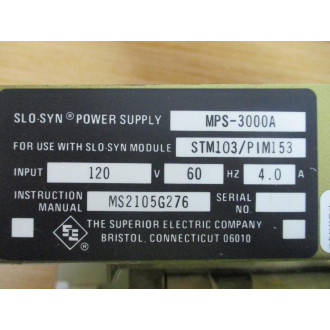 SLO-SYN® POWER SUPPLY MPS-3000A
FOR USE WITH SLO SYN MODULE STM103/PIM153
INPUT 120 V 60 HZ 4.0 A
INSTRUCTION MANUAL MS2105G276 SERIAL NO.
SE ® THE SUPERIOR ELECTRIC COMPANY
BRISTOL, CONNECTICUT 06010